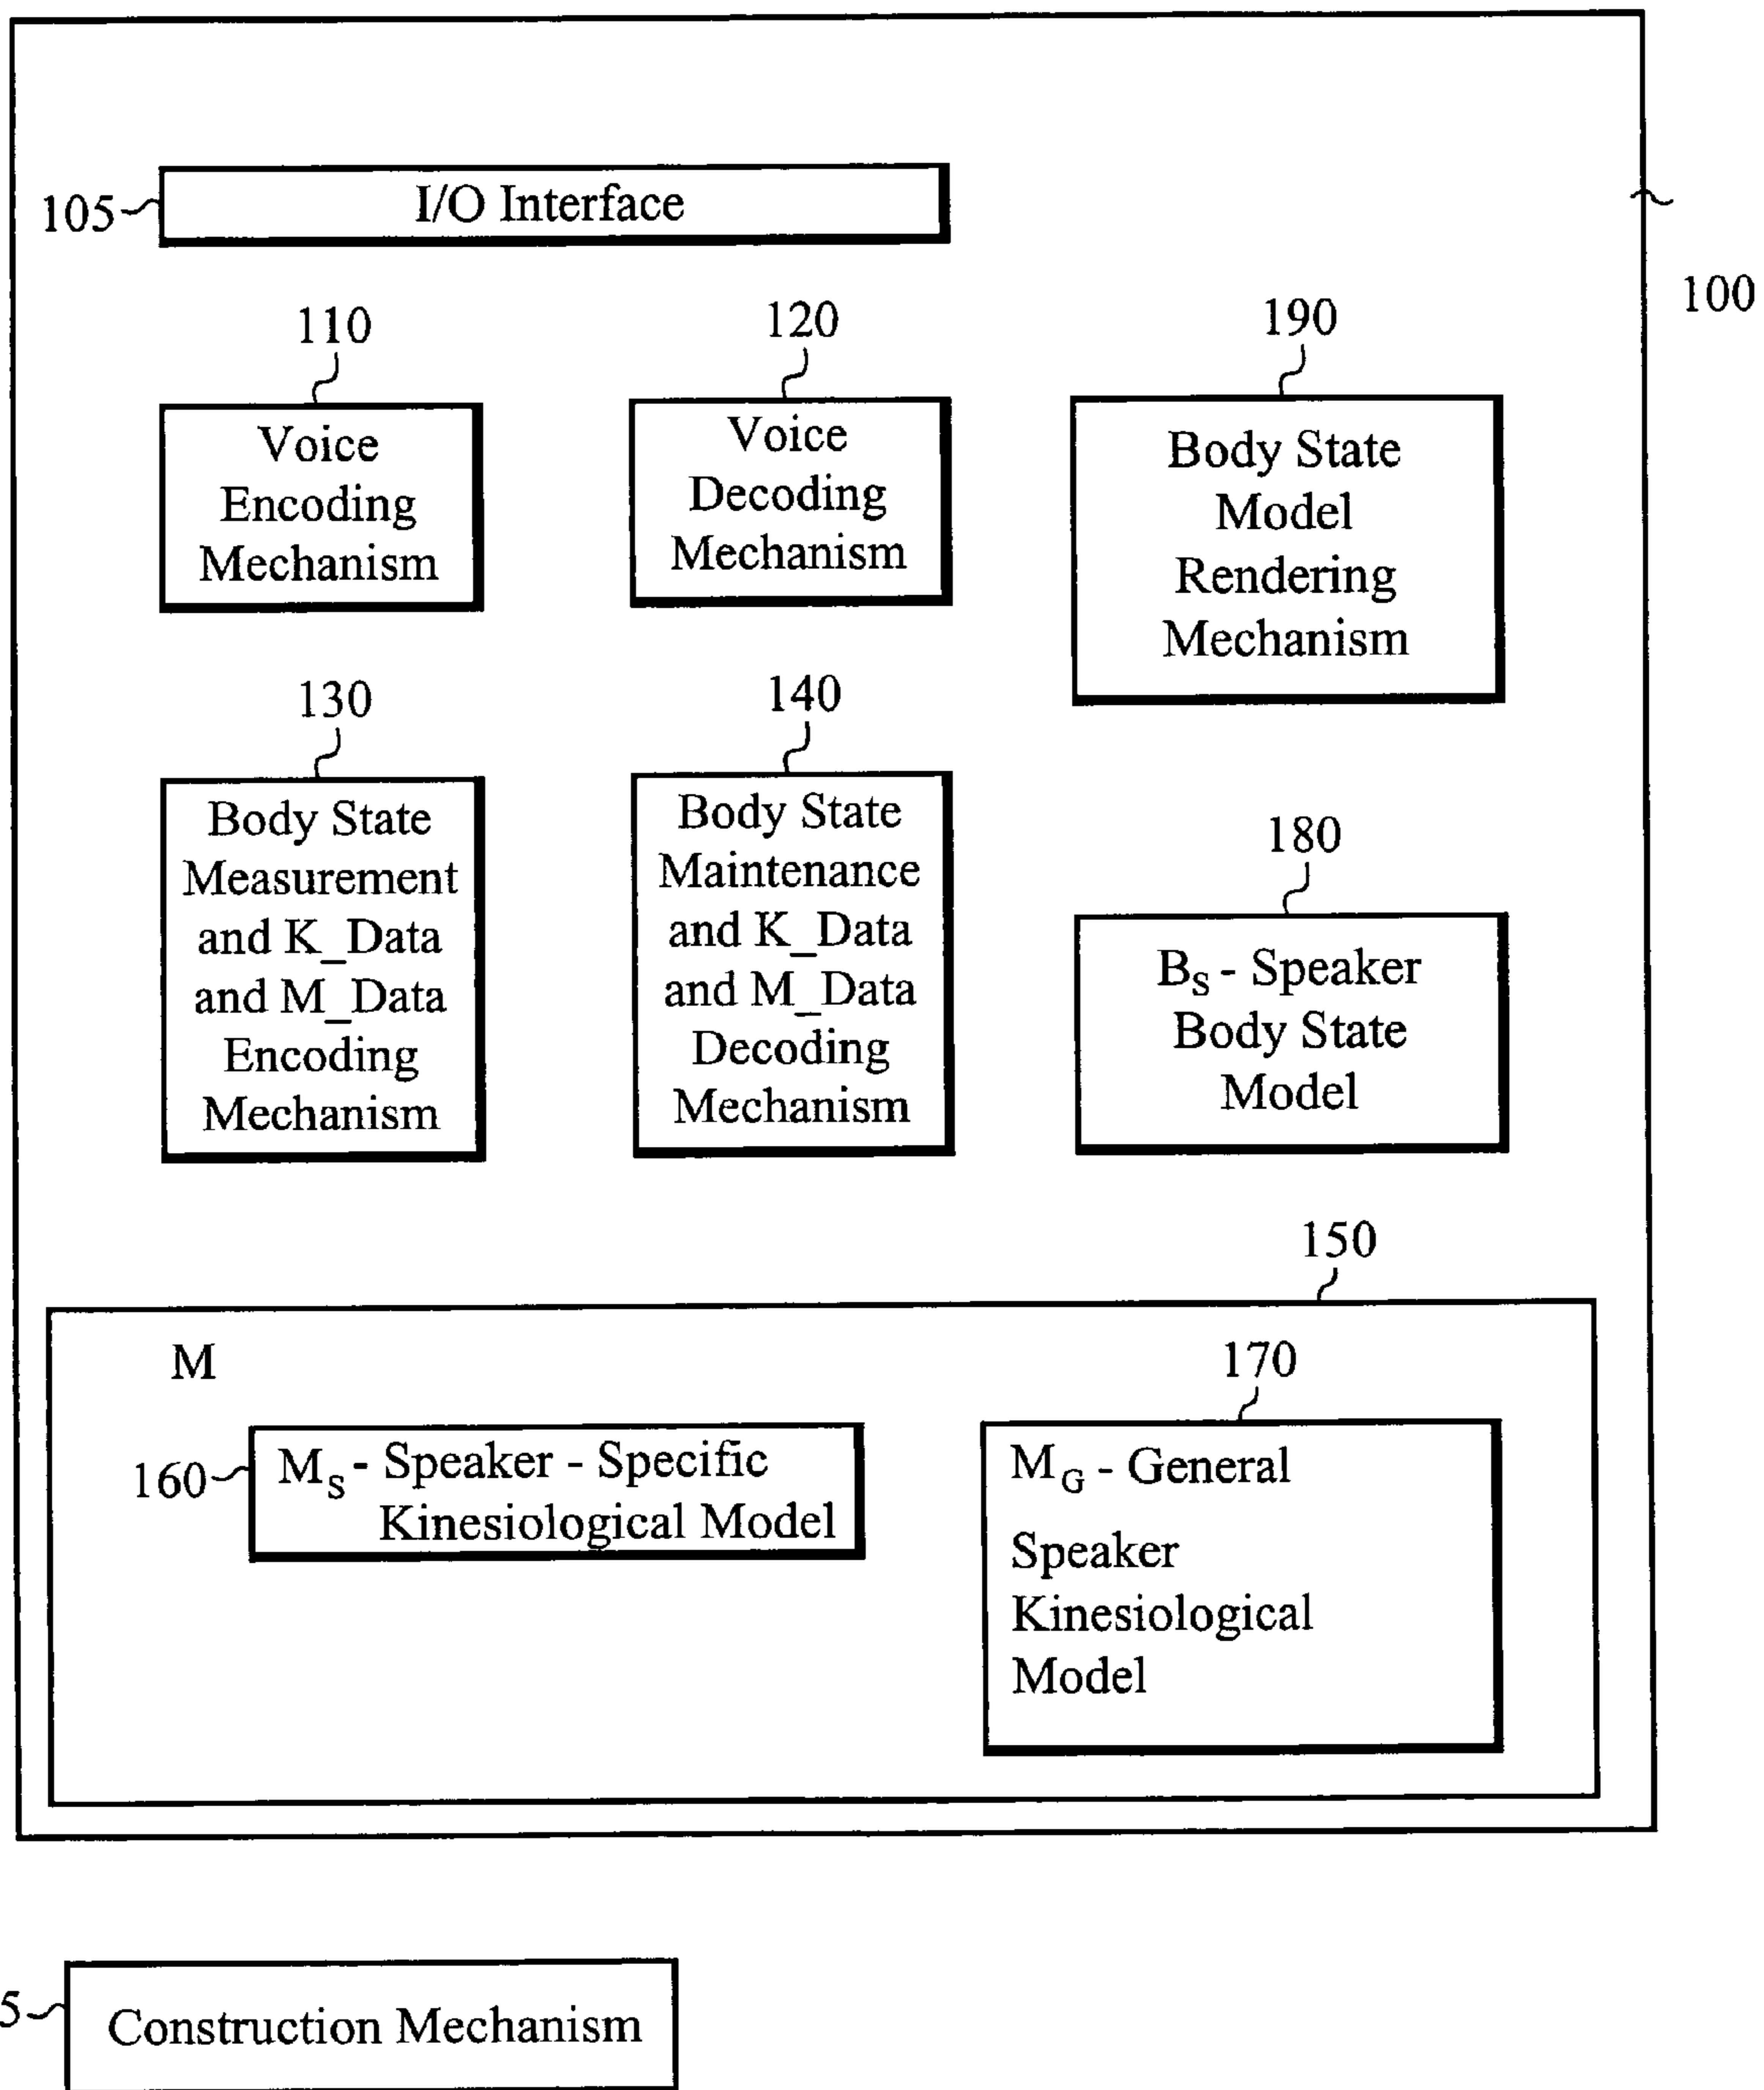 105
I/O Interface
100
110
Voice
Encoding
Mechanism
120
Voice
Decoding
Mechanism
190
Body State
Model
Rendering
Mechanism
130
Body State
Measurement
and K_Data
and M_Data
Encoding
Mechanism
140
Body State
Maintenance
and K_Data
and M_Data
Decoding
Mechanism
180
BS - Speaker
Body State
Model
150
M
160
MS - Speaker - Specific
Kinesiological Model
170
MG - General
Speaker
Kinesiological
Model
5
Construction Mechanism